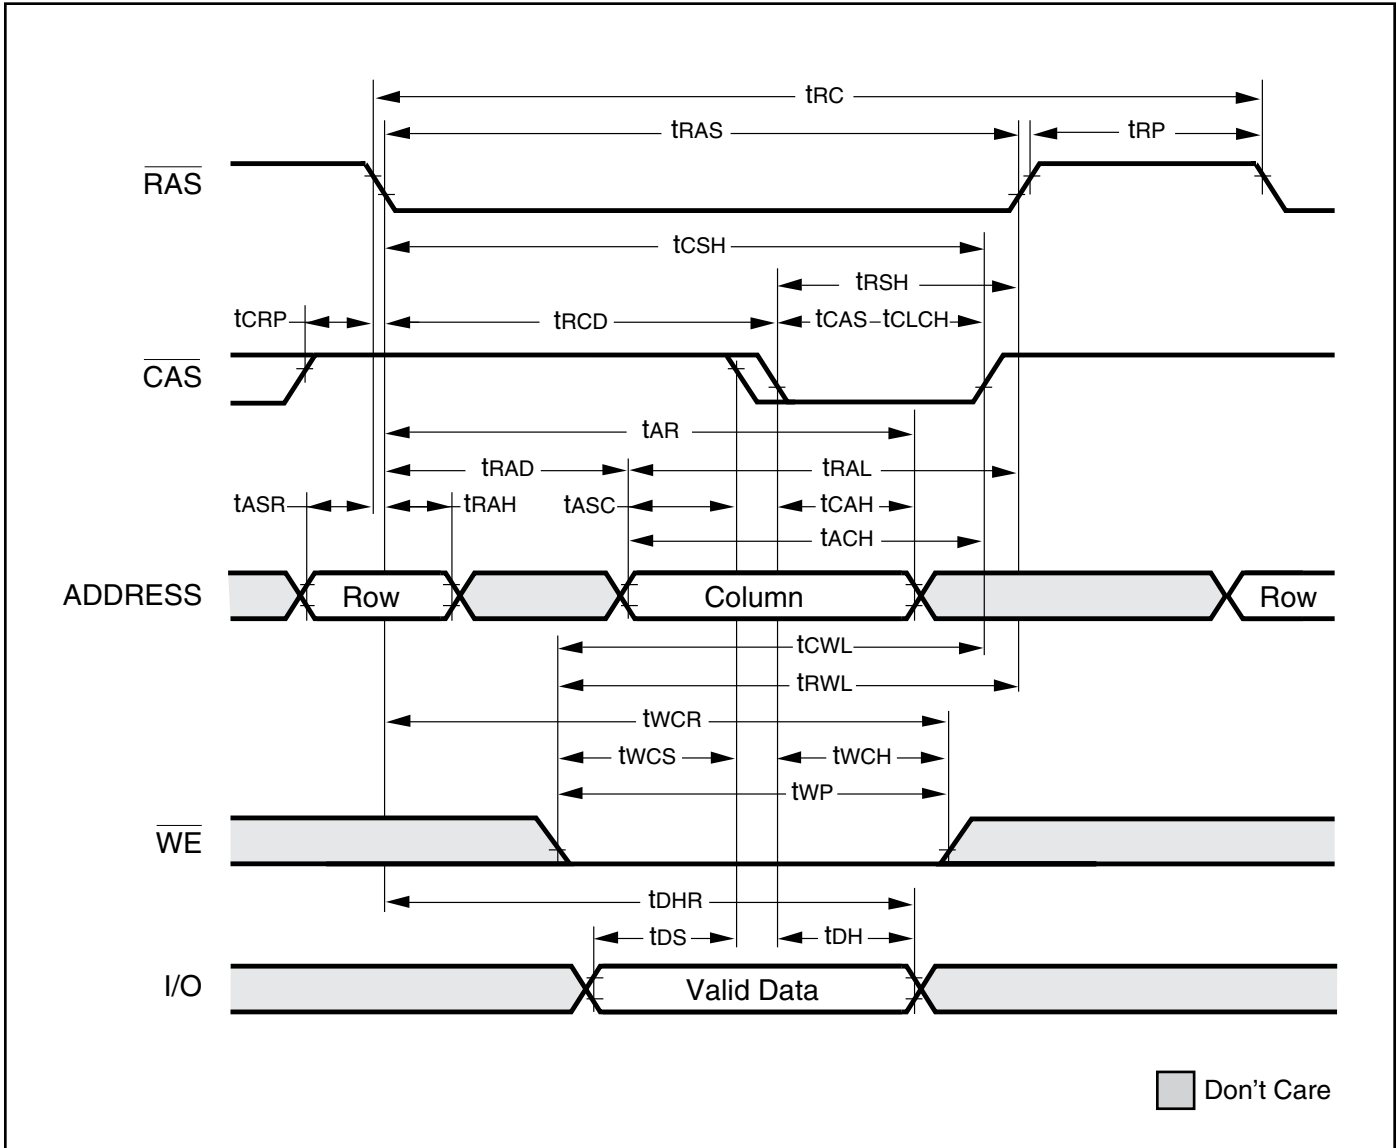 tRC
tRAS
tRP
RAS
tCSH
tRSH
tCRP
tRCD
tCAS
tCLCH
CAS
tAR
tRAD
tRAL
tASR
tRAH
tASC
tCAH
tACH
ADDRESS
Row
Column
Row
tCWL
tRWL
tWCR
tWCS
tWCH
tWP
WE
tDHR
tDS
tDH
I/O
Valid Data
Don't Care